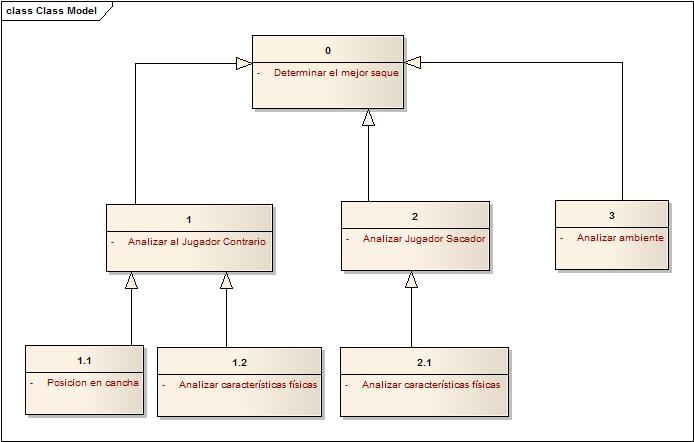 class Class Model
0
- Determinar el mejor saque
1
- Analizar al Jugador Contrario
2
- Analizar Jugador Sacador
3
- Analizar ambiente
1.1
- Posicion en cancha
1.2
- Analizar características físicas
2.1
- Analizar características físicas